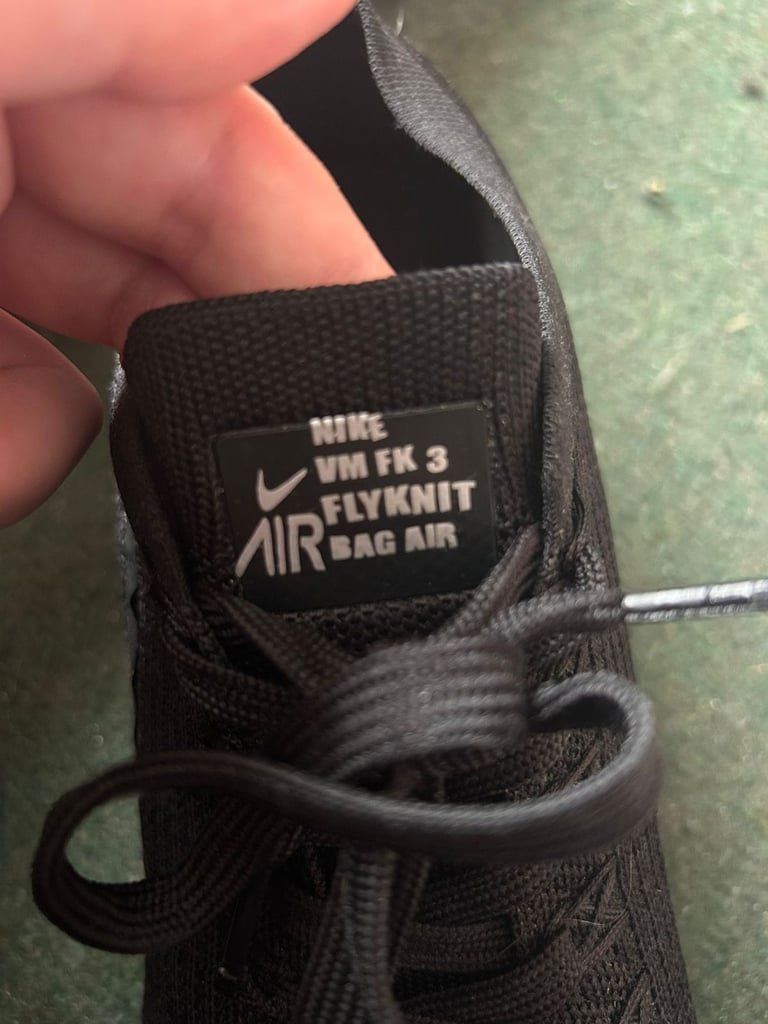 NIKE
VM FK 3
FLYKNIT
BAG AIR
AIR